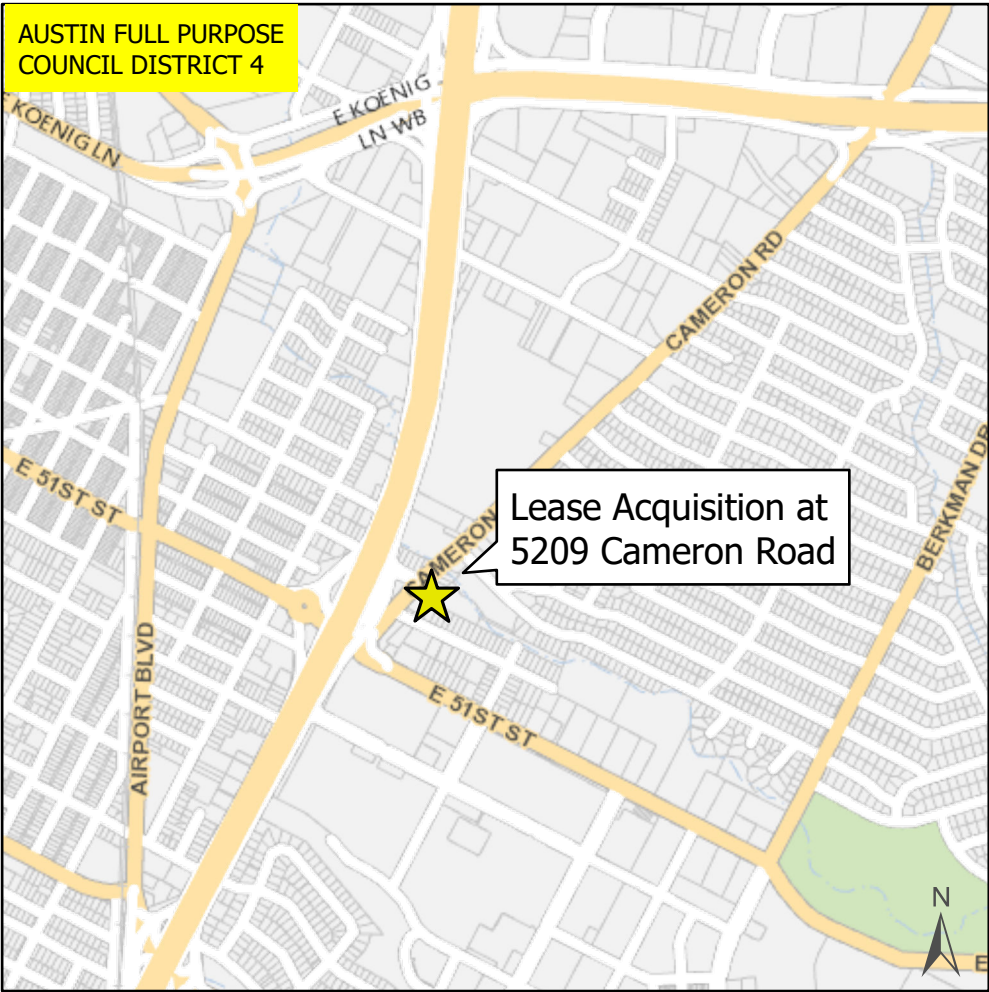 AUSTIN FULL PURPOSE
COUNCIL DISTRICT 4
E KOENIG LN
E KOENIG
LN WB
CAMERON RD
E 51ST ST
Lease Acquisition at
5209 Cameron Road
CAMERON
BERKMAN DR
AIRPORT BLVD
E 51ST ST
N
E